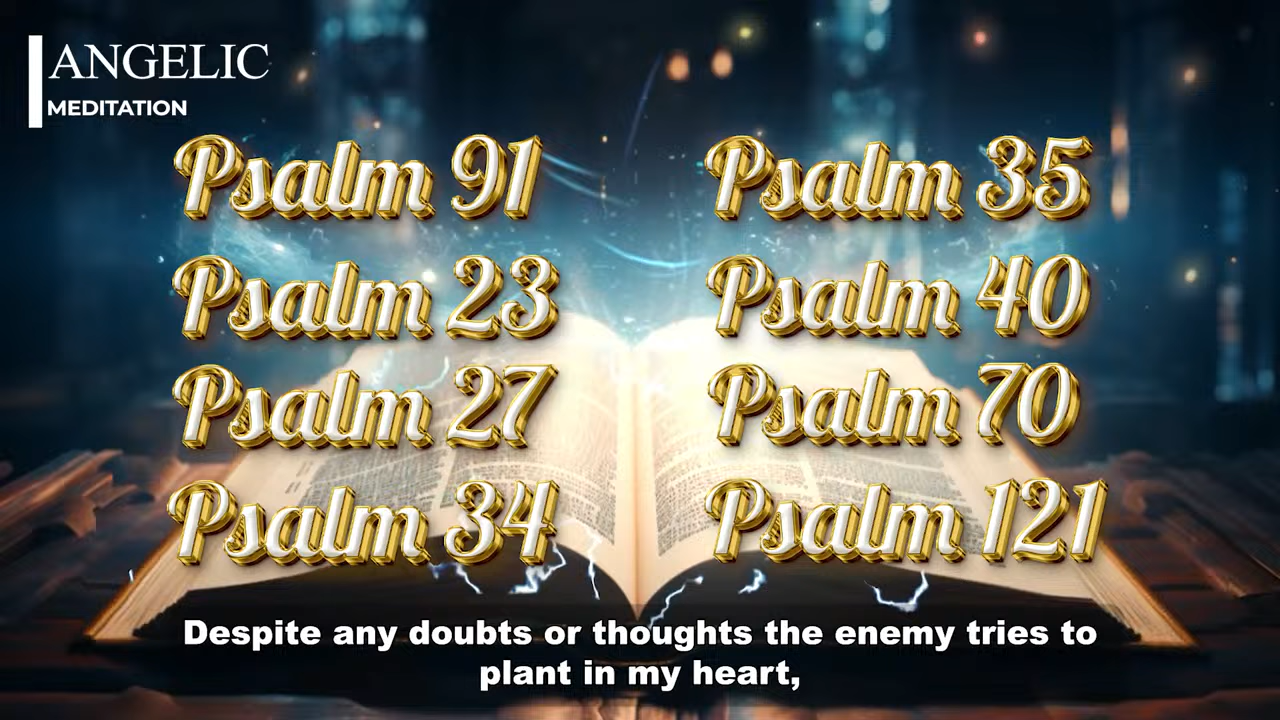 ANGELIC
MEDITATION
Psalm 91
Psalm 23
Psalm 27
Psalm 34
Psalm 35
Psalm 40
Psalm 70
Psalm 121
Despite any doubts or thoughts the enemy tries to
plant in my heart,